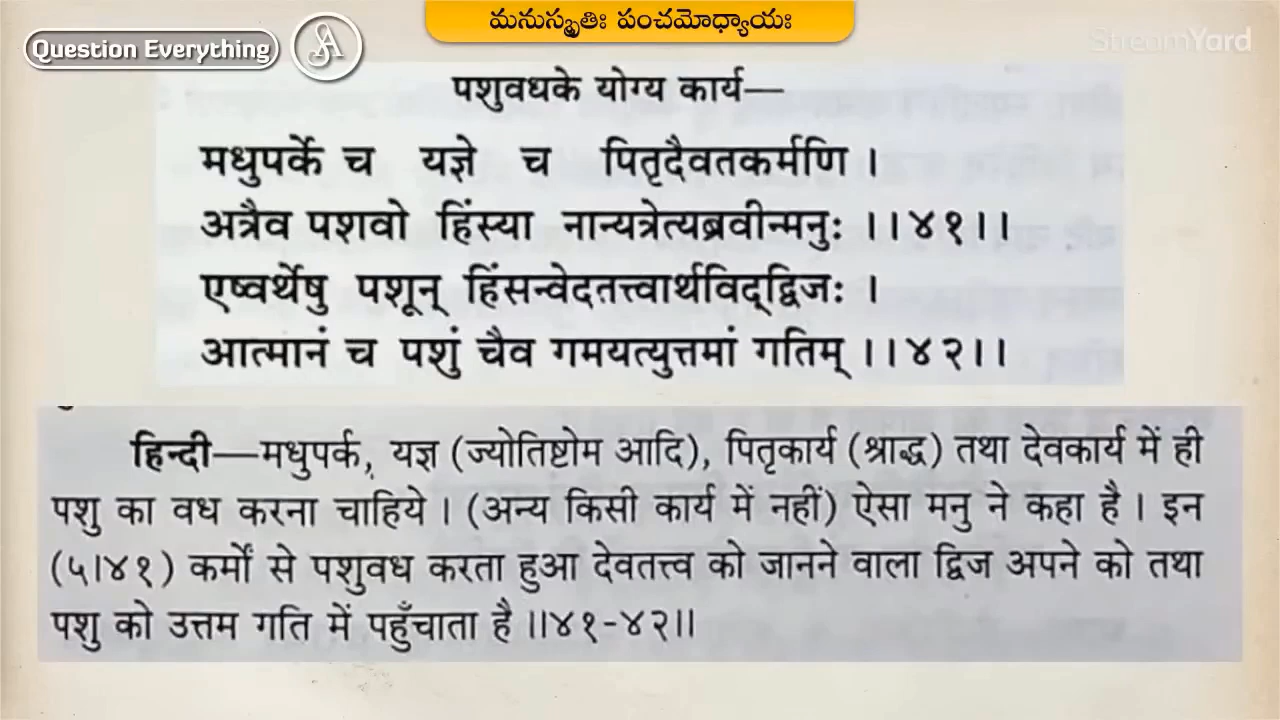 Question Everything
మనుస్మృతిః పంచమోధ్యాయః
StreamYard
पशुवधके योग्य कार्य—
मधुपर्के च यज्ञे च पितृदैवतकर्मणि ।
अत्रैव पशवो हिंस्या नान्यत्रेत्यब्रवीन्मनुः ।।४१।।
एष्वर्थेषु पशून् हिंसन्वेदतत्त्वार्थविद्द्विजः ।
आत्मानं च पशुं चैव गमयत्युत्तमां गतिम् ।।४२।।
हिन्दी—मधुपर्क, यज्ञ (ज्योतिष्टोम आदि), पितृकार्य (श्राद्ध) तथा देवकार्य में ही
पशु का वध करना चाहिये । (अन्य किसी कार्य में नहीं) ऐसा मनु ने कहा है । इन
(५।४१) कर्मों से पशुवध करता हुआ देवतत्त्व को जानने वाला द्विज अपने को तथा
पशु को उत्तम गति में पहुँचाता है ।।४१-४२।।